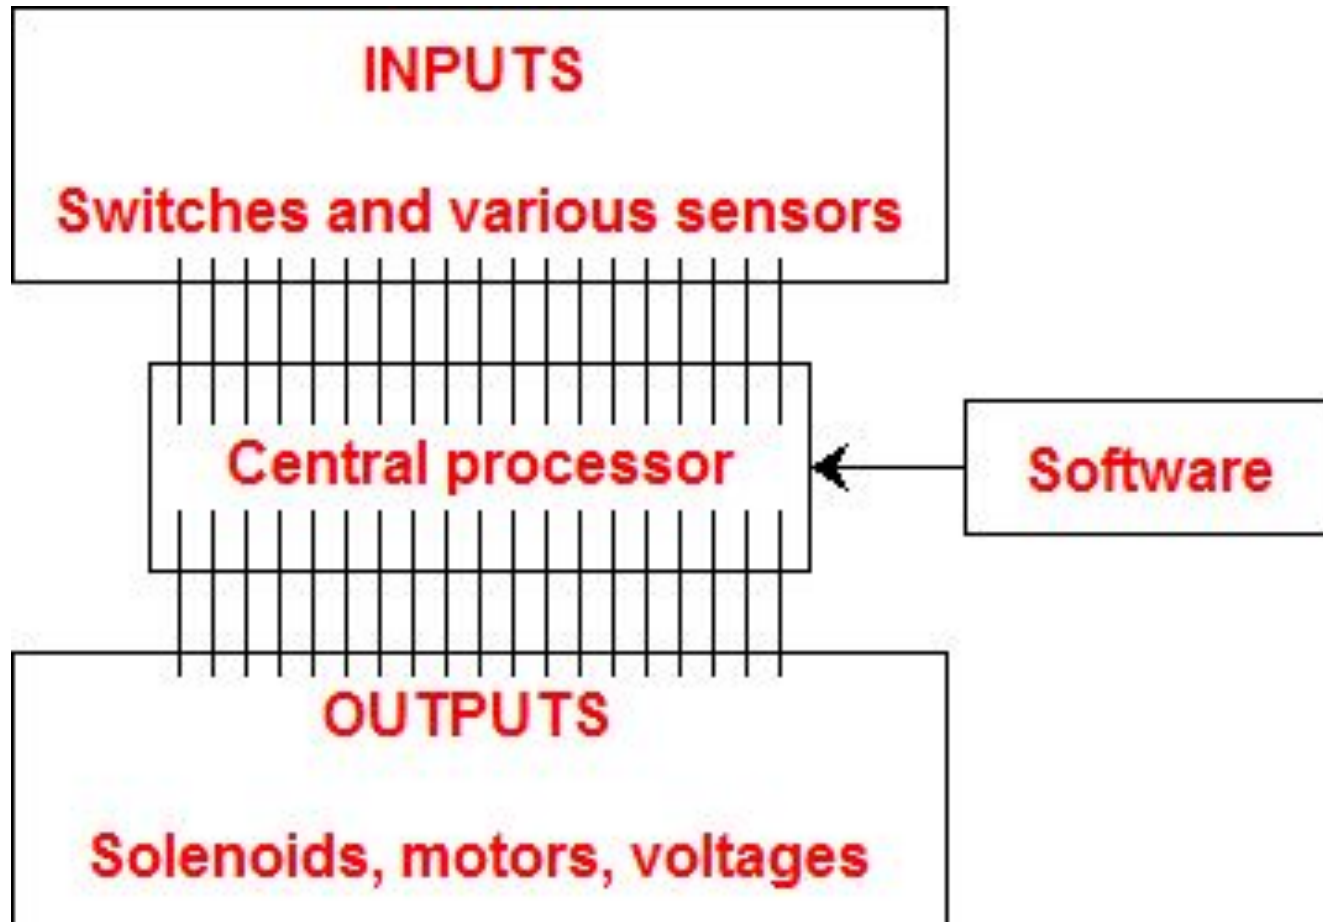 INPUTS
Switches and various sensors
Central processor
Software
OUTPUTS
Solenoids, motors, voltages